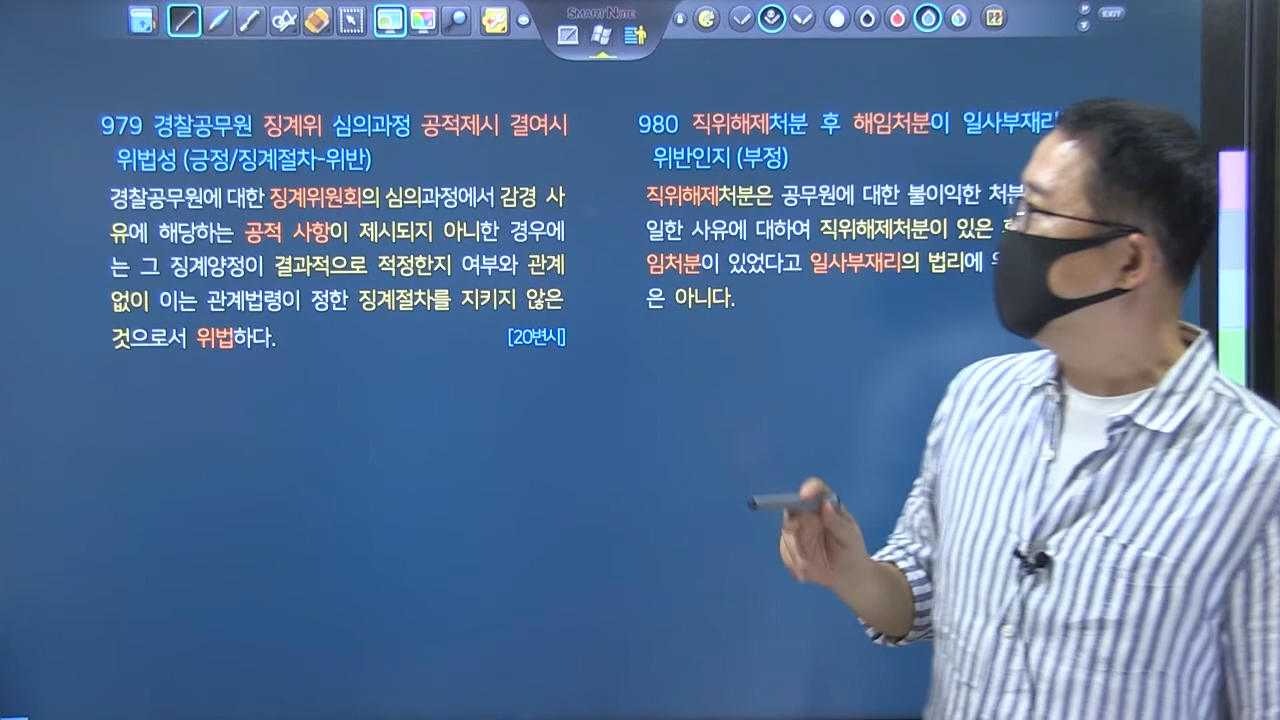 SMART NOTE
EXIT
979 경찰공무원 징계위 심의과정 공적제시 결여시
위법성 (긍정/징계절차-위반)
경찰공무원에 대한 징계위원회의 심의과정에서 감경 사
유에 해당하는 공적 사항이 제시되지 아니한 경우에
는 그 징계양정이 결과적으로 적정한지 여부와 관계
없이 이는 관계법령이 정한 징계절차를 지키지 않은
것으로서 위법하다. [20변시]
980 직위해제처분 후 해임처분이 일사부재리
위반인지 (부정)
직위해제처분은 공무원에 대한 불이익한 처분
일한 사유에 대하여 직위해제처분이 있은
임처분이 있었다고 일사부재리의 법리에
은 아니다.